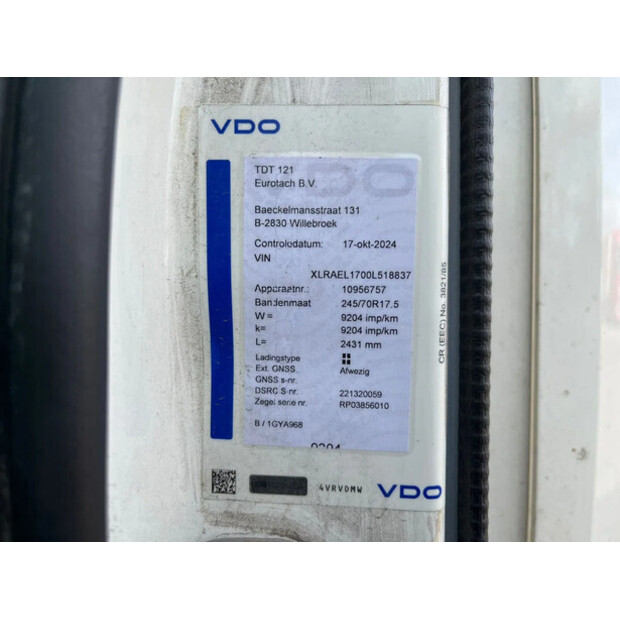 VDO
TDT 121
Eurotach B.V.
Baeckelmansstraat 131
B-2830 Willebroek
Controledatum: 17-okt-2024
VIN
XLRAEL1700L518837
Apparaatnr.: 10956757
Bandenmaat 245/70R17.5
W = 9204 imp/km
k= 9204 imp/km
L= 2431 mm
Ladingstype
Ext. GNSS Afwezig
GNSS s-nr.
DSRC S-nr. 221320059
Zegel serie nr. RP03856010
B / 1GYA968
9204
4VRVDMW VDO
CR (EEC) No. 3821/85